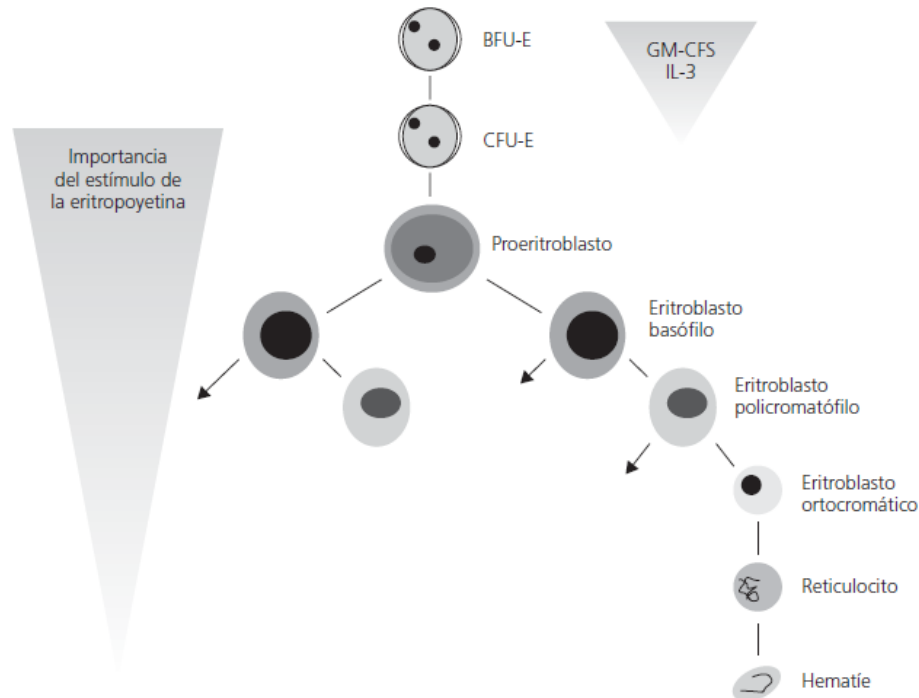 BFU-E
GM-CFS
IL-3
CFU-E
Importancia
del estímulo de
la eritropoyetina
Proeritroblasto
Eritroblasto
basófilo
Eritroblasto
policromatófilo
Eritroblasto
ortocromático
Reticulocito
Hematíe